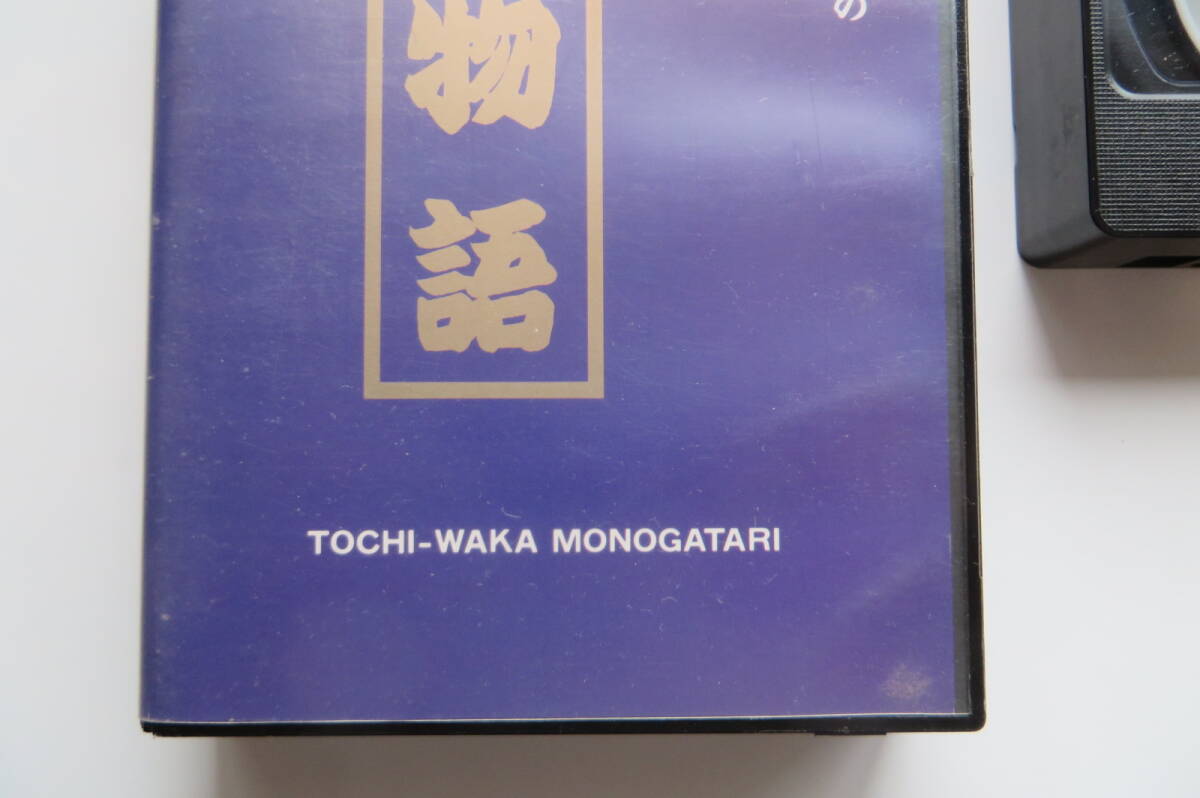 の
物語
TOCHI-WAKA MONOGATARI